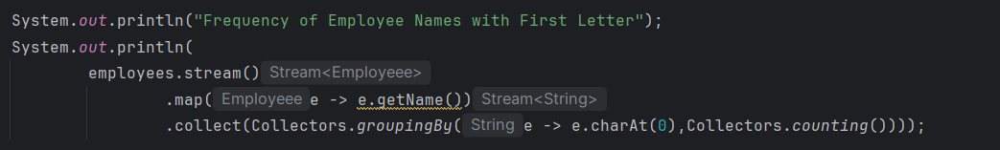 System.out.println("Frequency of Employee Names with First Letter");
System.out.println(
employees.stream() Stream<Employeee>
.map( Employeee e -> e.getName()) Stream<String>
.collect(Collectors.groupingBy( String e -> e.charAt(0),Collectors.counting())));